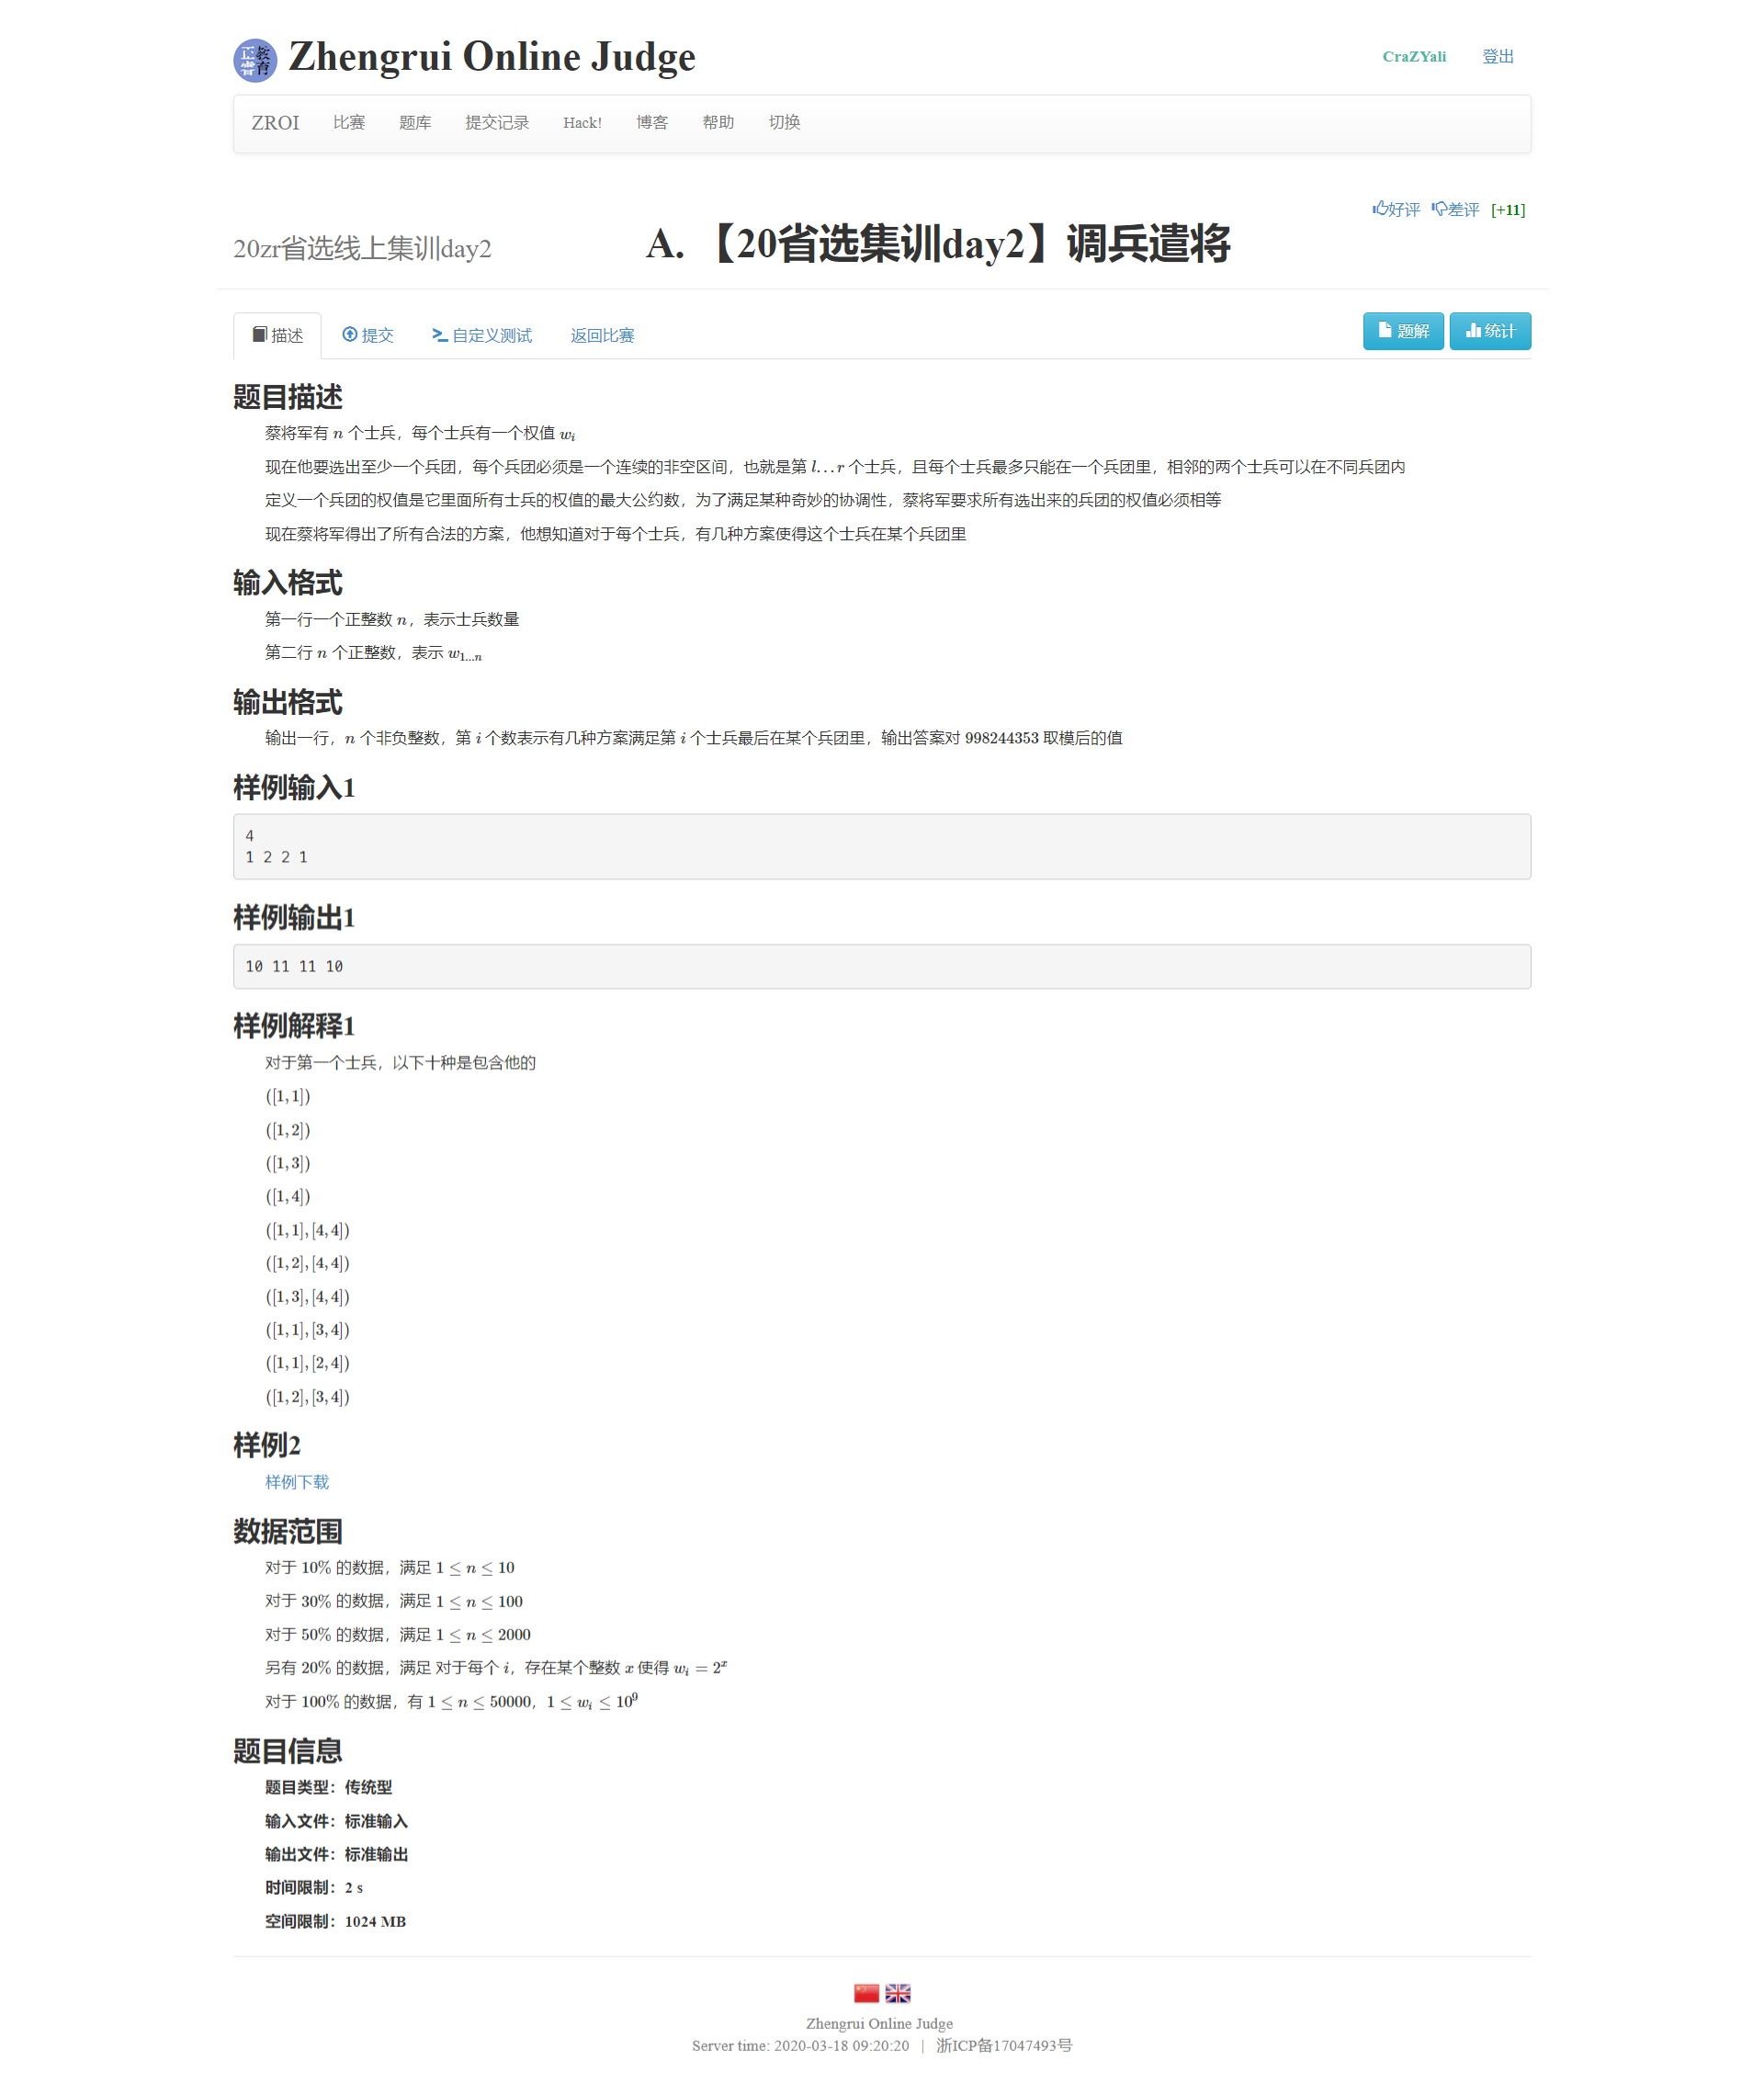 正睿教育 Zhengrui Online Judge
CraZYali 登出
ZROI 比赛 题库 提交记录 Hack! 博客 帮助 切换
好评 差评 [+11]
20zr省选线上集训day2 A. 【20省选集训day2】调兵遣将
描述 提交 自定义测试 返回比赛 题解 统计
题目描述
蔡将军有 n 个士兵，每个士兵有一个权值 w_i
现在他要选出至少一个兵团，每个兵团必须是一个连续的非空区间，也就是第 l…r 个士兵，且每个士兵最多只能在一个兵团里，相邻的两个士兵可以在不同兵团内
定义一个兵团的权值是它里面所有士兵的权值的最大公约数，为了满足某种奇妙的协调性，蔡将军要求所有选出来的兵团的权值必须相等
现在蔡将军得出了所有合法的方案，他想知道对于每个士兵，有几种方案使得这个士兵在某个兵团里
输入格式
第一行一个正整数 n，表示士兵数量
第二行 n 个正整数，表示 w_{1…n}
输出格式
输出一行，n 个非负整数，第 i 个数表示有几种方案满足第 i 个士兵最后在某个兵团里，输出答案对 998244353 取模后的值
样例输入1
4
1 2 2 1
样例输出1
10 11 11 10
样例解释1
对于第一个士兵，以下十种是包含他的
([1,1])
([1,2])
([1,3])
([1,4])
([1,1],[4,4])
([1,2],[4,4])
([1,3],[4,4])
([1,1],[3,4])
([1,1],[2,4])
([1,2],[3,4])
样例2
样例下载
数据范围
对于 10% 的数据，满足 1 ≤ n ≤ 10
对于 30% 的数据，满足 1 ≤ n ≤ 100
对于 50% 的数据，满足 1 ≤ n ≤ 2000
另有 20% 的数据，满足 对于每个 i，存在某个整数 x 使得 w_i = 2^x
对于 100% 的数据，有 1 ≤ n ≤ 50000，1 ≤ w_i ≤ 10^9
题目信息
题目类型：传统型
输入文件：标准输入
输出文件：标准输出
时间限制：2 s
空间限制：1024 MB
Zhengrui Online Judge
Server time: 2020-03-18 09:20:20 | 浙ICP备17047493号